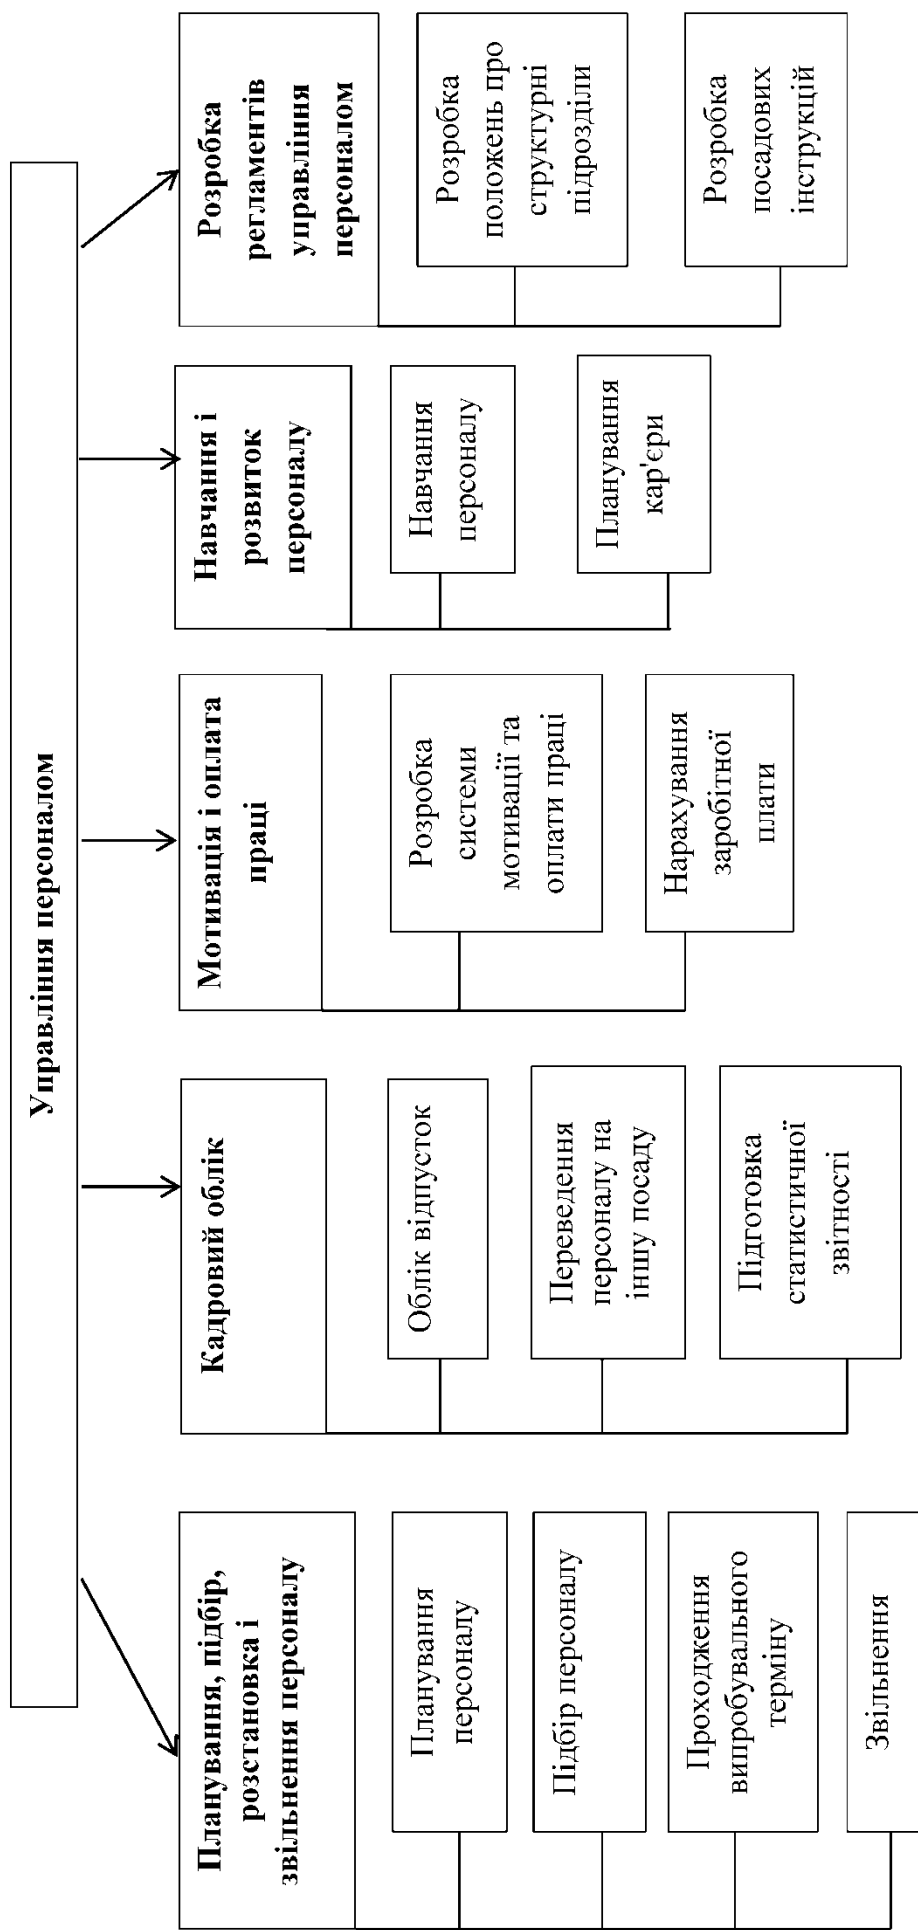 Управління персоналом
Планування, підбір,
розстановка і
звільнення персоналу
Планування
персоналу
Підбір персоналу
Проходження
випробувального
терміну
Звільнення
Кадровий облік
Облік відпусток
Переведення
персоналу на
іншу посаду
Підготовка
статистичної
звітності
Мотивація і оплата
праці
Розробка
системи
мотивації та
оплати праці
Нарахування
заробітної
плати
Навчання і
розвиток
персоналу
Навчання
персоналу
Планування
кар'єри
Розробка
регламентів
управління
персоналом
Розробка
положень про
структурні
підрозділи
Розробка
посадових
інструкцій